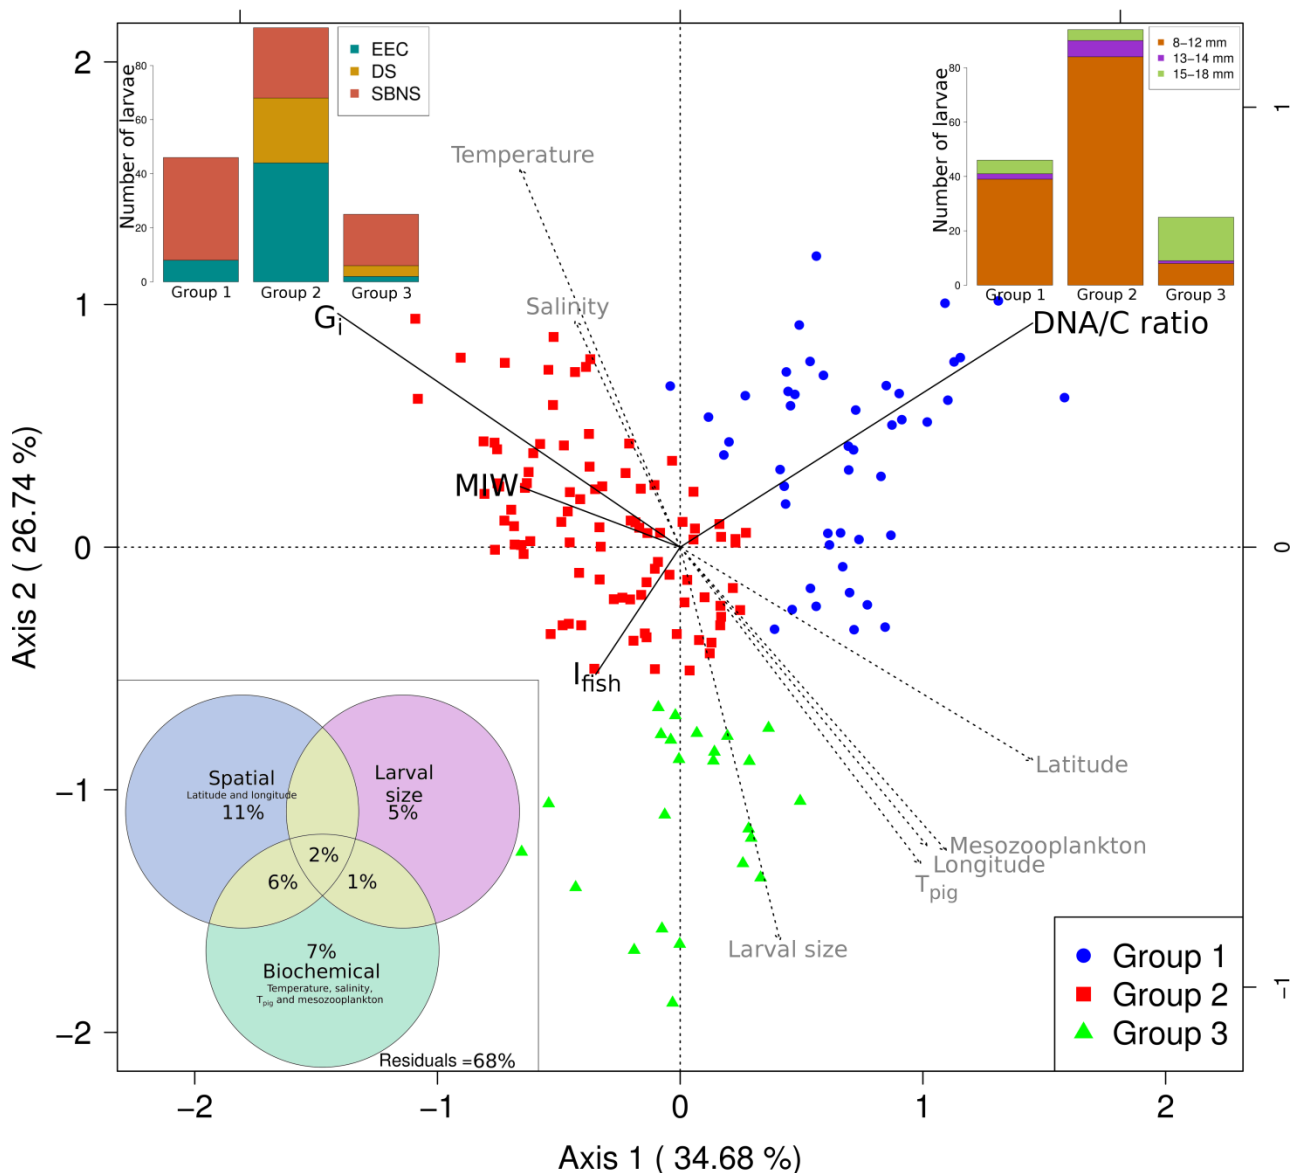 EEC
DS
SBNS
Number of larvae
80
60
40
20
0
Group 1
Group 2
Group 3
8−12 mm
13−14 mm
15−18 mm
Number of larvae
80
60
40
20
0
Group 1
Group 2
Group 3
Temperature
Salinity
Gi
DNA/C ratio
MIW
Ifish
Latitude
Mesozooplankton
Longitude
Tpig
Larval size
Spatial
Latitude and longitude
11%
Larval
size
5%
2%
6%
1%
7%
Biochemical
Temperature, salinity,
Tpig and mesozooplankton
Residuals =68%
Group 1
Group 2
Group 3
2
1
0
−1
−2
Axis 2 ( 26.74 %)
1
0
−1
−2
−1
0
1
2
Axis 1 ( 34.68 %)